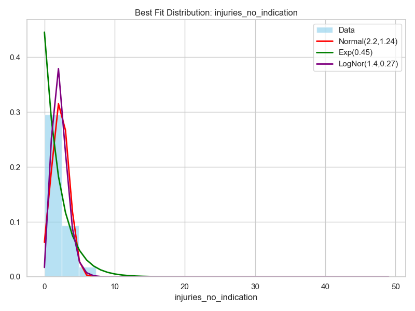 Best Fit Distribution: injuries_no_indication
Data
Normal(2.2,1.24)
Exp(0.45)
LogNor(1.4,0.27)
0.4
0.3
0.2
0.1
0.0
0 10 20 30 40 50
injuries_no_indication